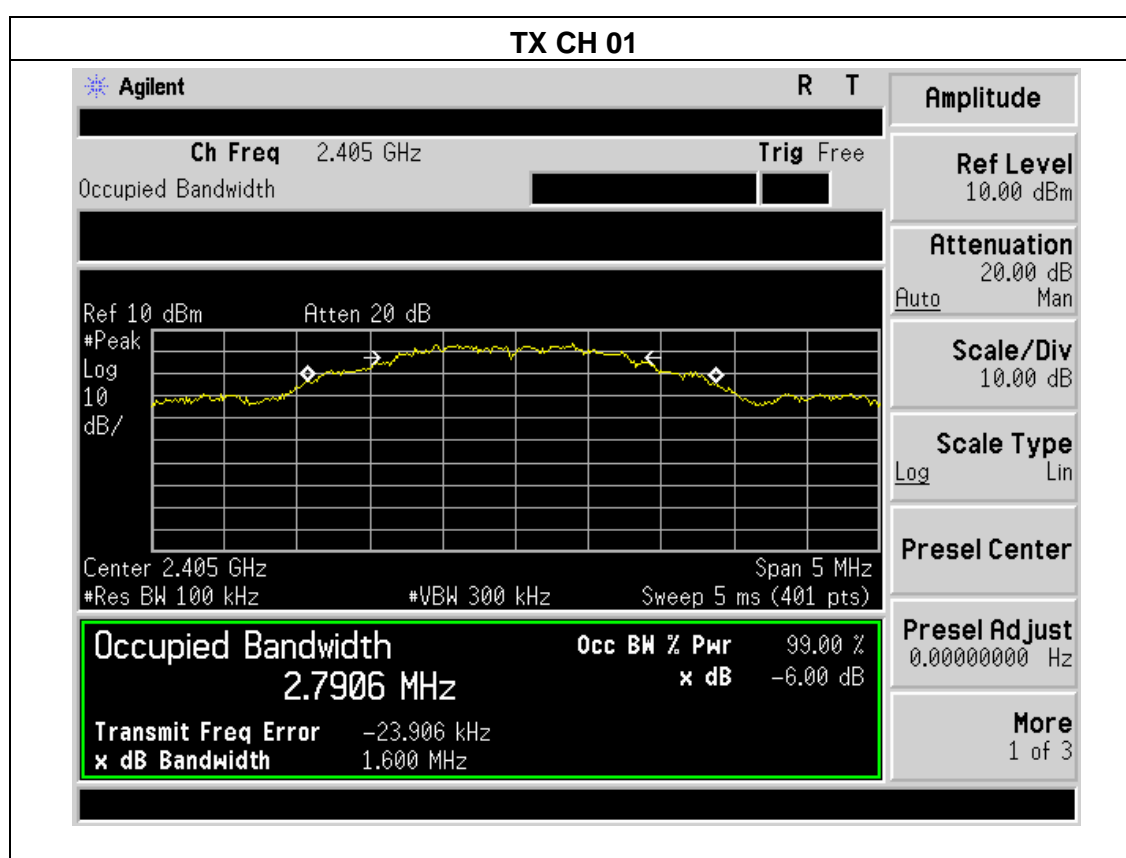 TX CH 01
Agilent R T
Ch Freq 2.405 GHz Trig Free
Occupied Bandwidth
Ref 10 dBm Atten 20 dB
#Peak
Log
10
dB/
Center 2.405 GHz Span 5 MHz
#Res BW 100 kHz #VBW 300 kHz Sweep 5 ms (401 pts)
Occupied Bandwidth Occ BW % Pwr 99.00 %
2.7906 MHz x dB -6.00 dB
Transmit Freq Error -23.906 kHz
x dB Bandwidth 1.600 MHz
Amplitude
Ref Level
10.00 dBm
Attenuation
20.00 dB
Auto Man
Scale/Div
10.00 dB
Scale Type
Log Lin
Presel Center
Presel Adjust
0.00000000 Hz
More
1 of 3